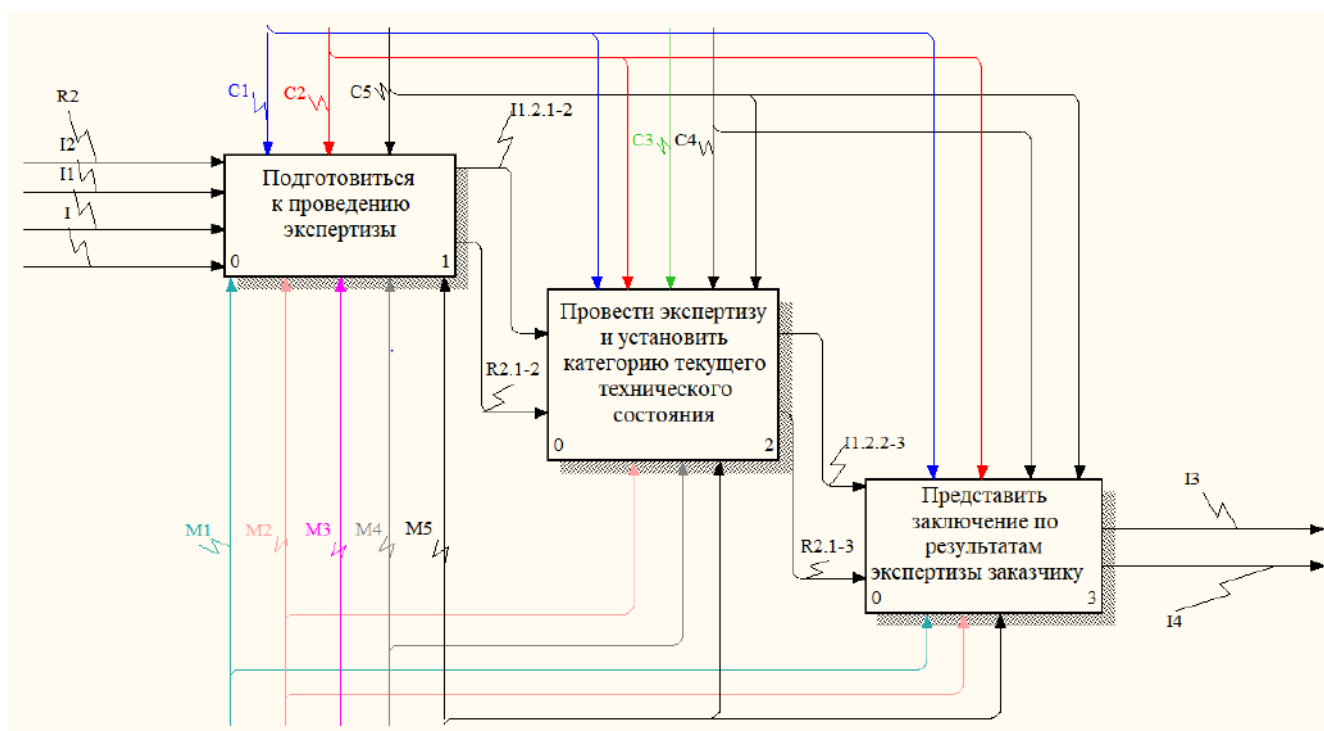 R2
I2
I1
I
C1
C2
C5
I1.2.1-2
C3
C4
Подготовиться
к проведению
экспертизы
0
1
Провести экспертизу
и установить
категорию текущего
технического
состояния
0
2
R2.1-2
I1.2.2-3
R2.1-3
Представить
заключение по
результатам
экспертизы заказчику
0
3
I3
I4
M1
M2
M3
M4
M5